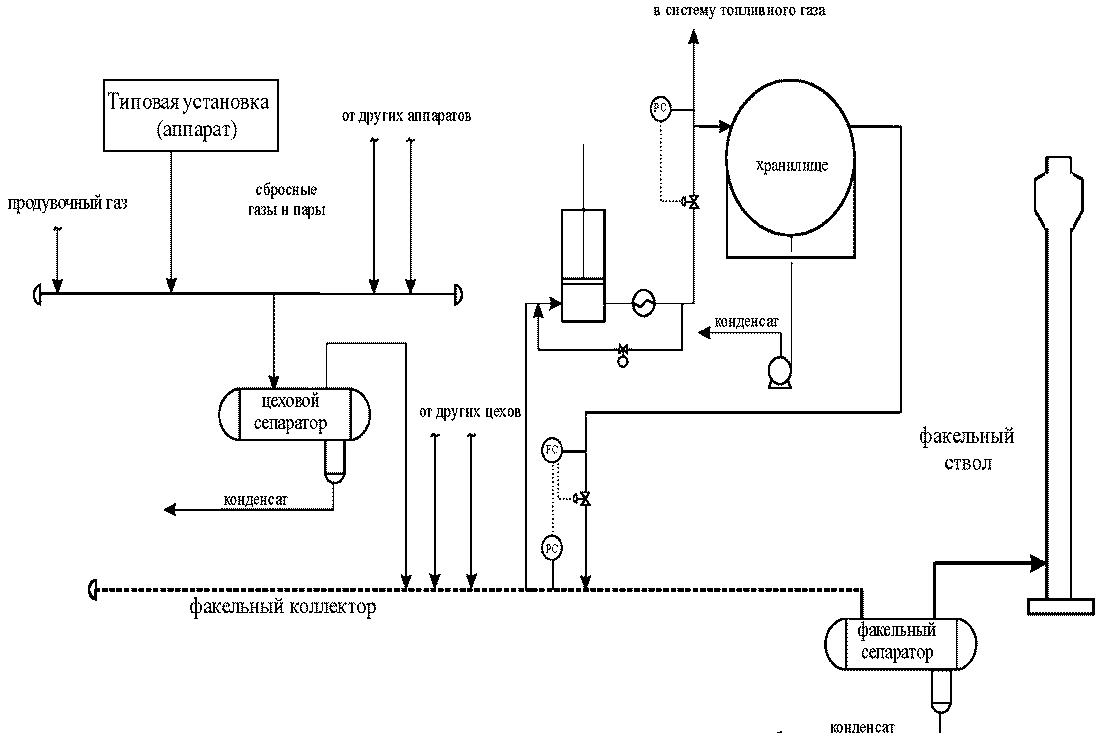 в систему топливного газа
Типовая установка
(аппарат)
от других аппаратов
PC
хранилище
сбросные
газы и пары
продувочный газ
конденсат
цеховой
сепаратор
от других цехов
факельный
ствол
FC
конденсат
PC
факельный коллектор
факельный
сепаратор
конденсат